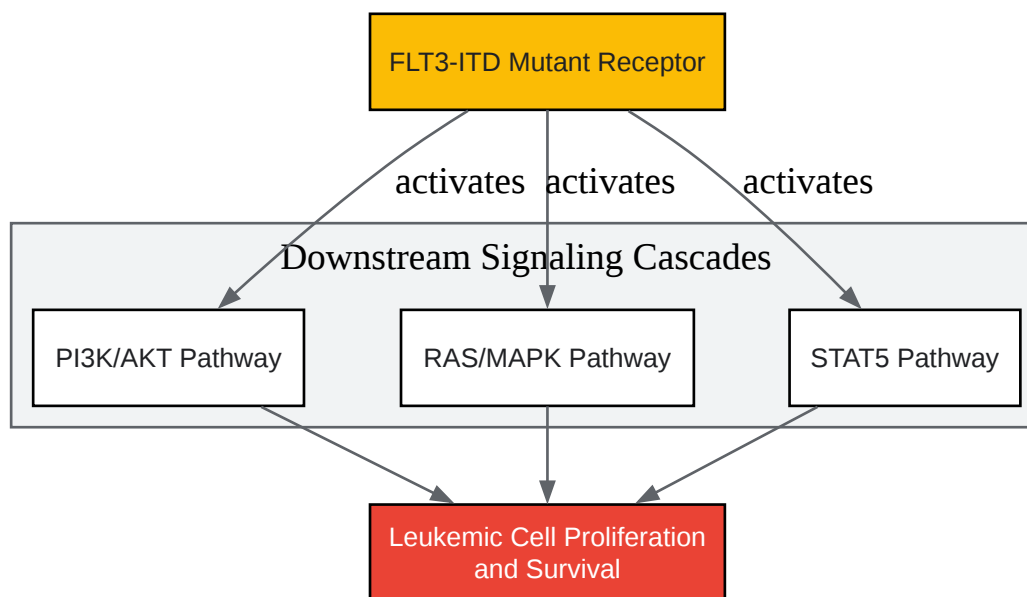 FLT3-ITD Mutant Receptor
activates
activates
activates
Downstream Signaling Cascades
PI3K/AKT Pathway
RAS/MAPK Pathway
STAT5 Pathway
Leukemic Cell Proliferation
and Survival